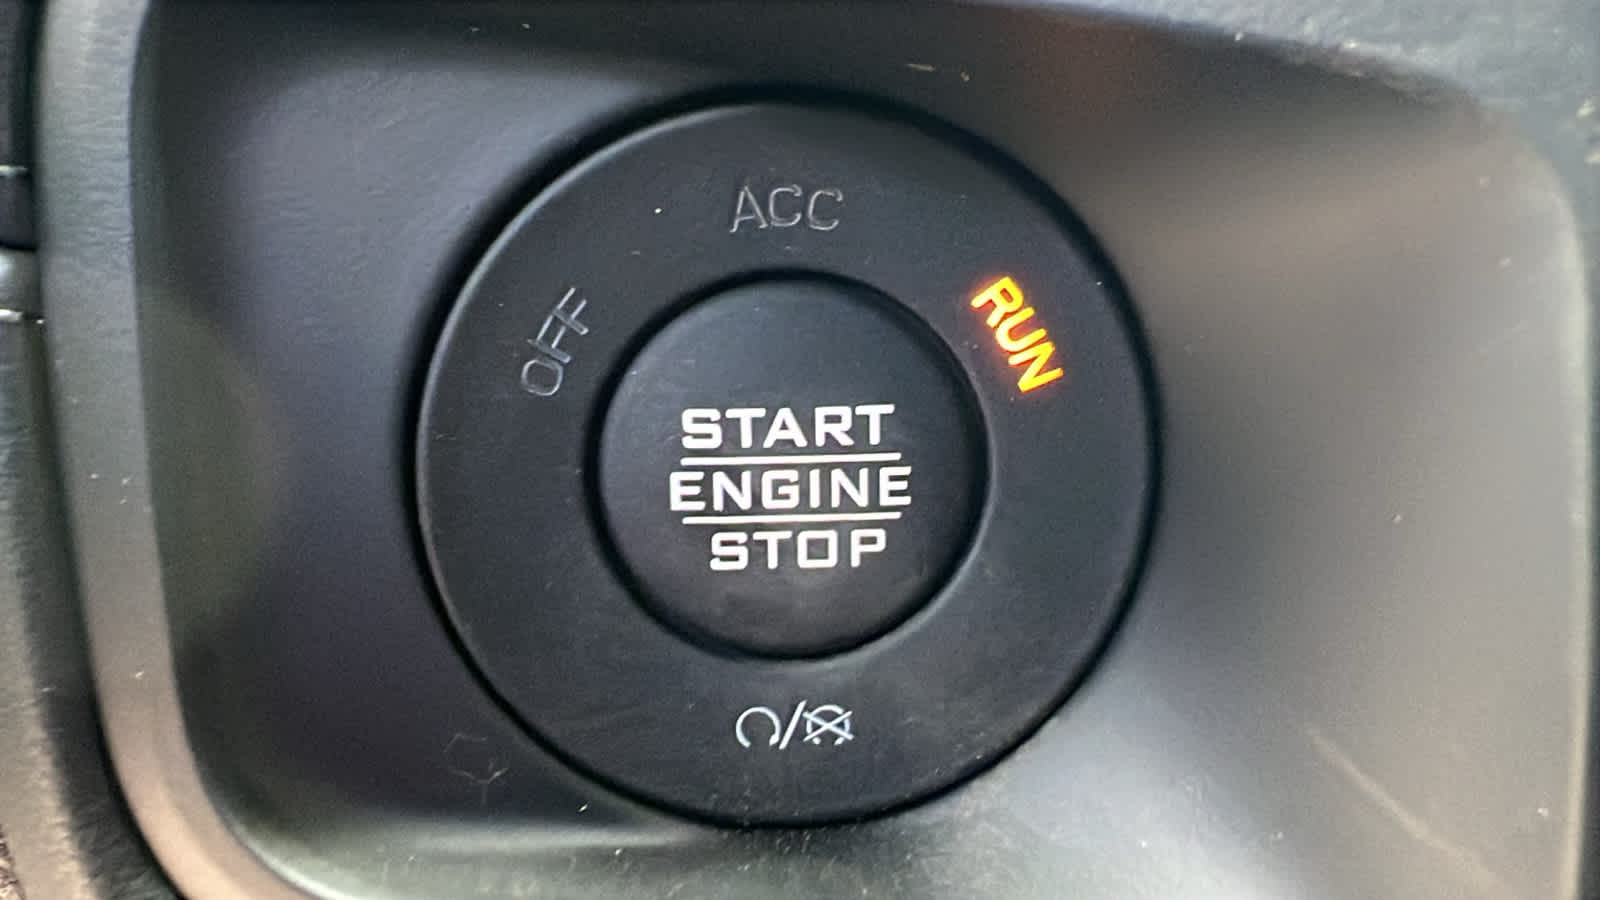 ACC
OFF
RUN
START
ENGINE
STOP
/